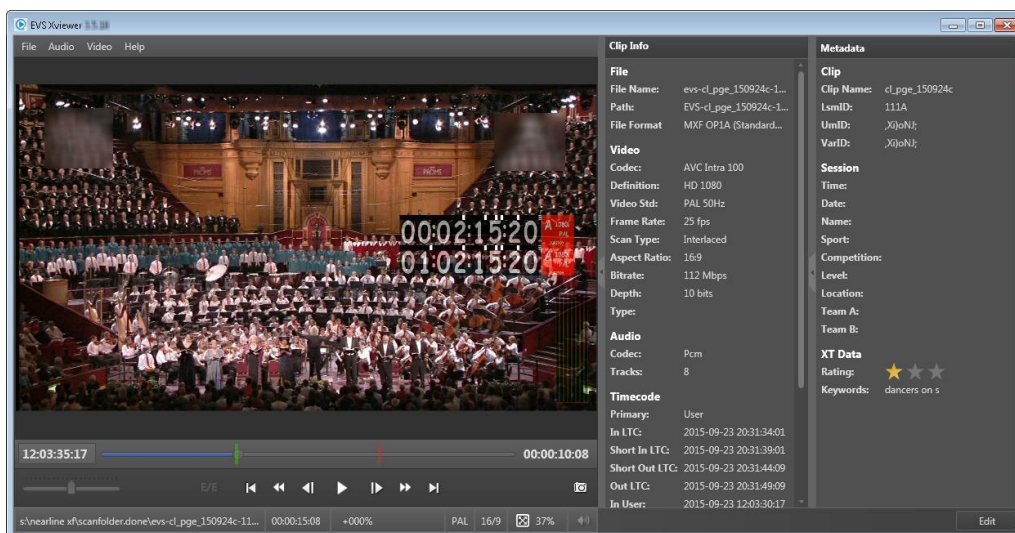 EVS Xviewer
File Audio Video Help
00:02:15:20
01:02:15:20
12:03:35:17
00:00:10:08
E/E
s:\nearline xf\scanfolder.done\evs-cl_pge_150924c-11... 00:00:15:08 +000% PAL 16/9 37%
Clip Info
File
File Name: evs-cl_pge_150924c-1...
Path: EVS-cl_pge_150924c-1...
File Format MXF OP1A (Standard...
Video
Codec: AVC Intra 100
Definition: HD 1080
Video Std: PAL 50Hz
Frame Rate: 25 fps
Scan Type: Interlaced
Aspect Ratio: 16:9
Bitrate: 112 Mbps
Depth: 10 bits
Type:
Audio
Codec: Pcm
Tracks: 8
Timecode
Primary: User
In LTC: 2015-09-23 20:31:34:01
Short In LTC: 2015-09-23 20:31:39:01
Short Out LTC: 2015-09-23 20:31:44:09
Out LTC: 2015-09-23 20:31:49:09
In User: 2015-09-23 12:03:30:17
Metadata
Clip
Clip Name: cl_pge_150924c
LsmID: 111A
UmID: ,Xi)oNJ;
VarID: ,Xi)oNJ;
Session
Time:
Date:
Name:
Sport:
Competition:
Level:
Location:
Team A:
Team B:
XT Data
Rating:
Keywords: dancers on s
Edit